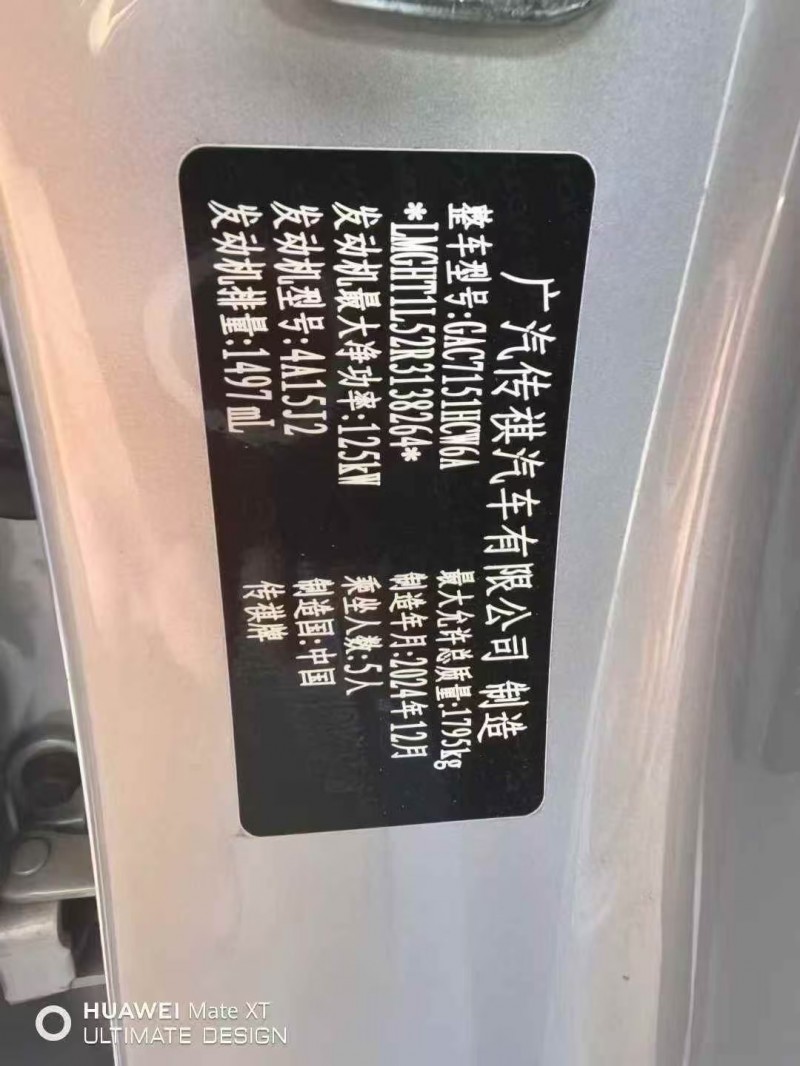 广汽传祺汽车有限公司 制造
整车型号:GAC7151HCW6A
最大允许总质量:1795kg
*LMGHT1L52R3138264*
制造年月:2024年12月
发动机最大净功率:125kW
乘坐人数:5人
发动机型号:4A15J2
制造国:中国
发动机排量:1497mL
传祺牌
HUAWEI Mate XT
ULTIMATE DESIGN